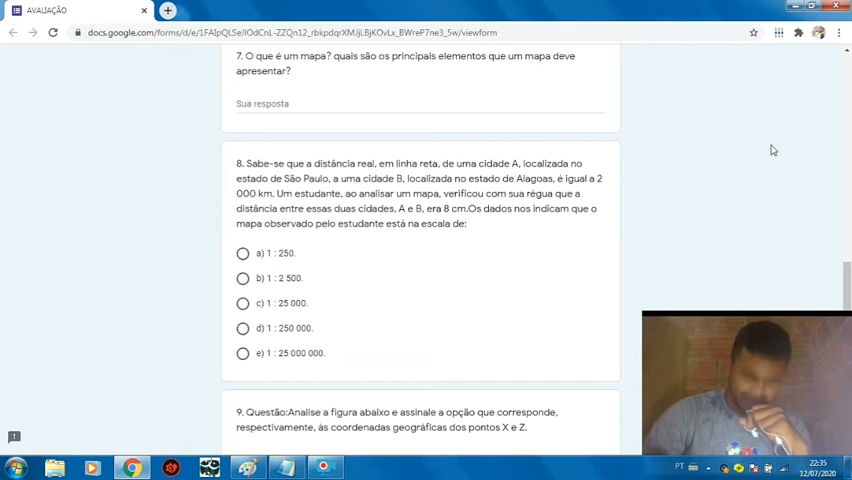 AVALIAÇÃO
docs.google.com/forms/d/e/1FAIpQLSeJIOdCnL-ZZQn12_rbkpdqrXMJjLBjKOvLx_BWreP7ne3_5w/viewform
7. O que é um mapa? quais são os principais elementos que um mapa deve
apresentar?
Sua resposta
8. Sabe-se que a distância real, em linha reta, de uma cidade A, localizada no
estado de São Paulo, a uma cidade B, localizada no estado de Alagoas, é igual a 2
000 km. Um estudante, ao analisar um mapa, verificou com sua régua que a
distância entre essas duas cidades, A e B, era 8 cm.Os dados nos indicam que o
mapa observado pelo estudante está na escala de:
a) 1 : 250.
b) 1 : 2 500.
c) 1 : 25 000.
d) 1 : 250 000.
e) 1 : 25 000 000.
9. Questão:Analise a figura abaixo e assinale a opção que corresponde,
respectivamente, às coordenadas geográficas dos pontos X e Z.
PT
22:35
12/07/2020